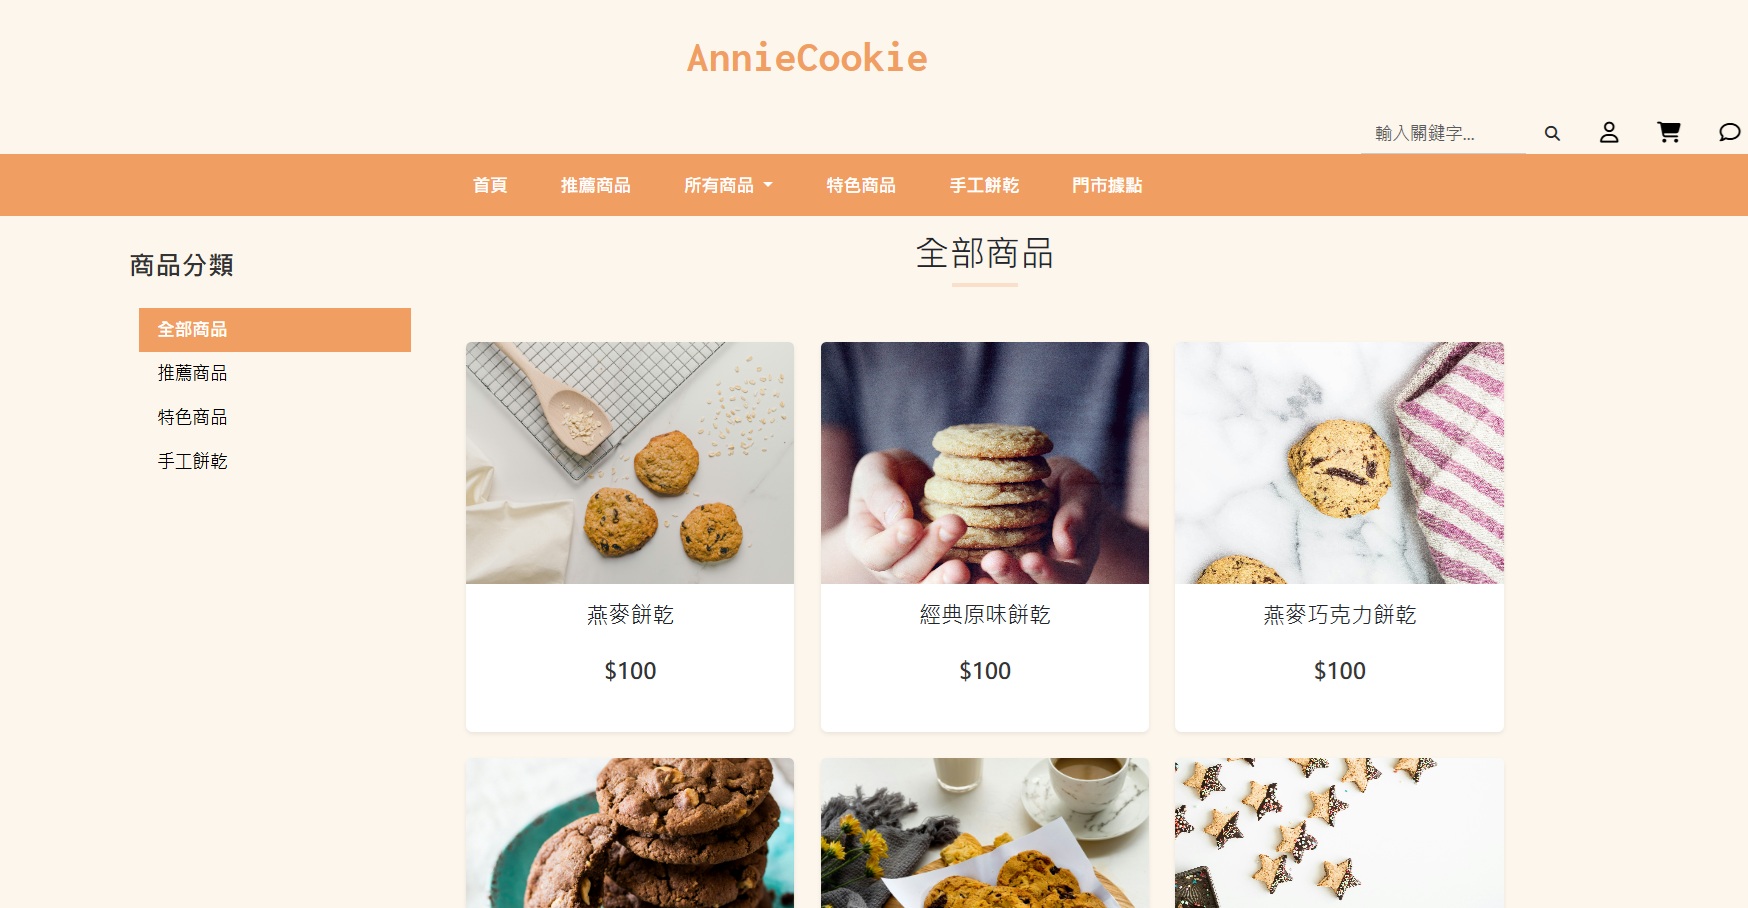 AnnieCookie
輸入關鍵字...
首頁 推薦商品 所有商品 特色商品 手工餅乾 門市據點
商品分類
全部商品
推薦商品
特色商品
手工餅乾
全部商品
燕麥餅乾
$100
經典原味餅乾
$100
燕麥巧克力餅乾
$100